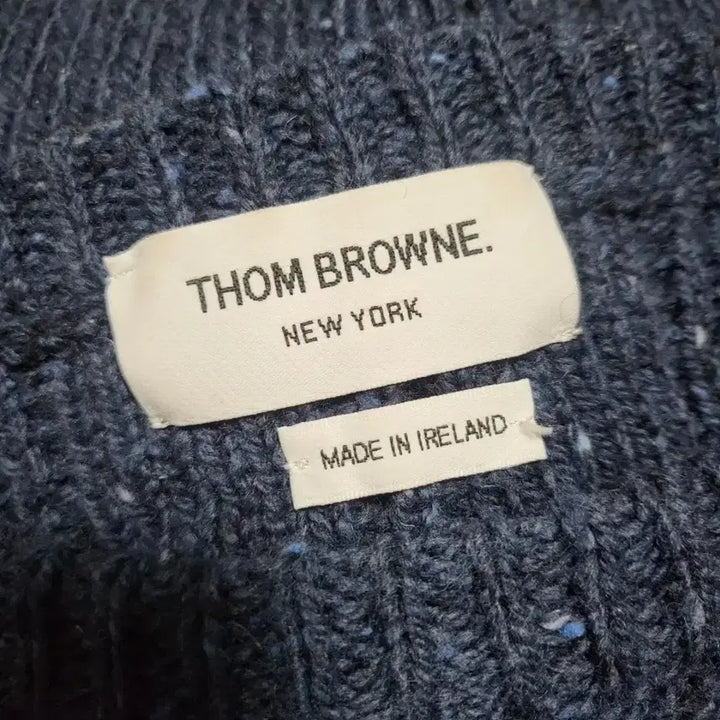 THOM BROWNE.
NEW YORK
MADE IN IRELAND